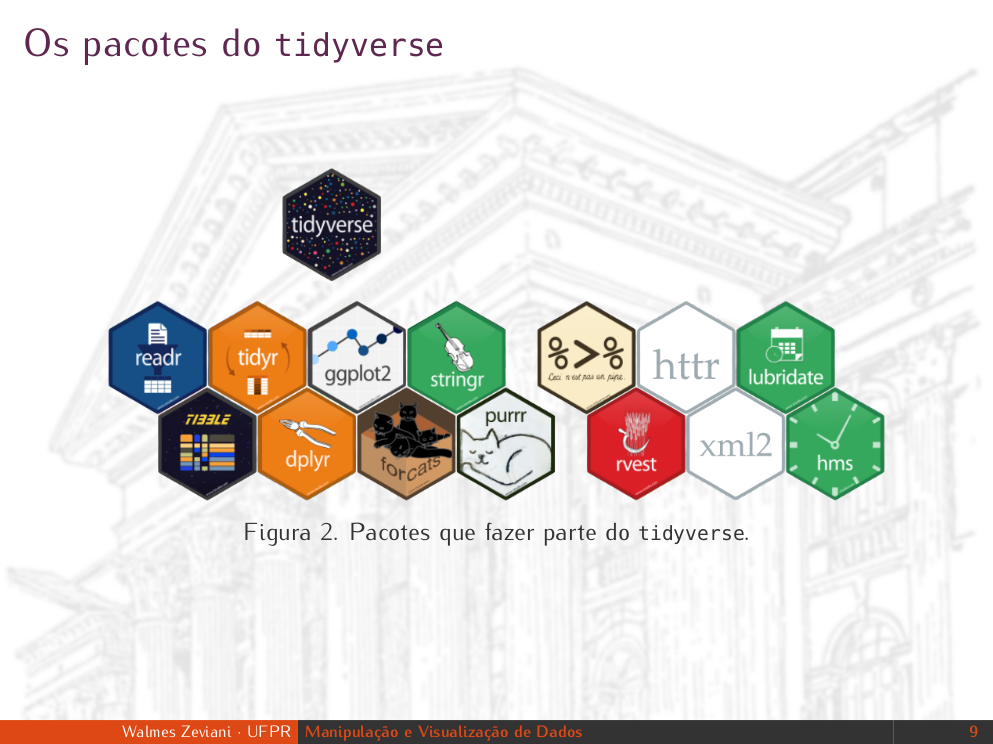 Os pacotes do tidyverse
tidyverse
readr
tidyr
ggplot2
stringr
%>%
Ceci n'est pas un pipe.
httr
lubridate
TIBBLE
dplyr
forcats
purrr
rvest
xml2
hms
Figura 2. Pacotes que fazer parte do tidyverse.
Walmes Zeviani · UFPR
Manipulação e Visualização de Dados
9